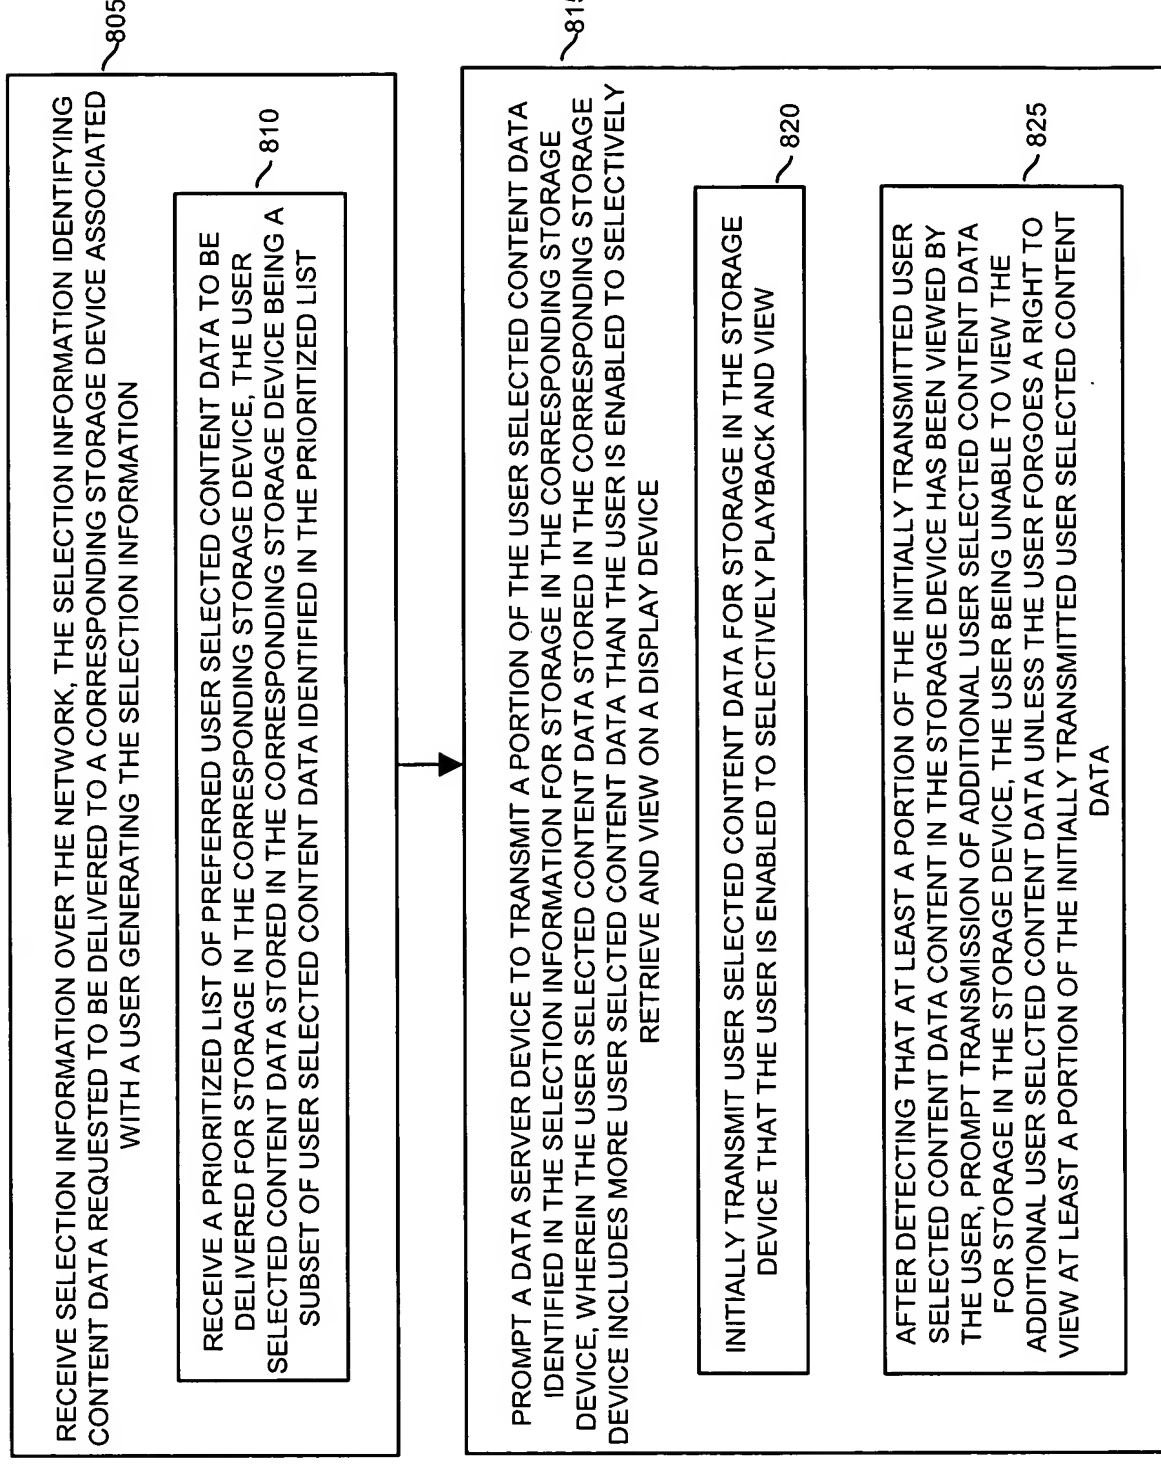 805
RECEIVE SELECTION INFORMATION OVER THE NETWORK, THE SELECTION INFORMATION IDENTIFYING
CONTENT DATA REQUESTED TO BE DELIVERED TO A CORRESPONDING STORAGE DEVICE ASSOCIATED
WITH A USER GENERATING THE SELECTION INFORMATION
810
RECEIVE A PRIORITIZED LIST OF PREFERRED USER SELECTED CONTENT DATA TO BE
DELIVERED FOR STORAGE IN THE CORRESPONDING STORAGE DEVICE, THE USER
SELECTED CONTENT DATA STORED IN THE CORRESPONDING STORAGE DEVICE BEING A
SUBSET OF USER SELECTED CONTENT DATA IDENTIFIED IN THE PRIORITIZED LIST
815
PROMPT A DATA SERVER DEVICE TO TRANSMIT A PORTION OF THE USER SELECTED CONTENT DATA
IDENTIFIED IN THE SELECTION INFORMATION FOR STORAGE IN THE CORRESPONDING STORAGE
DEVICE, WHEREIN THE USER SELECTED CONTENT DATA STORED IN THE CORRESPONDING STORAGE
DEVICE INCLUDES MORE USER SELCTED CONTENT DATA THAN THE USER IS ENABLED TO SELECTIVELY
RETRIEVE AND VIEW ON A DISPLAY DEVICE
820
INITIALLY TRANSMIT USER SELECTED CONTENT DATA FOR STORAGE IN THE STORAGE
DEVICE THAT THE USER IS ENABLED TO SELECTIVELY PLAYBACK AND VIEW
825
AFTER DETECTING THAT AT LEAST A PORTION OF THE INITIALLY TRANSMITTED USER
SELECTED CONTENT DATA CONTENT IN THE STORAGE DEVICE HAS BEEN VIEWED BY
THE USER, PROMPT TRANSMISSION OF ADDITIONAL USER SELECTED CONTENT DATA
FOR STORAGE IN THE STORAGE DEVICE, THE USER BEING UNABLE TO VIEW THE
ADDITIONAL USER SELCTED CONTENT DATA UNLESS THE USER FORGOES A RIGHT TO
VIEW AT LEAST A PORTION OF THE INITIALLY TRANSMITTED USER SELECTED CONTENT
DATA